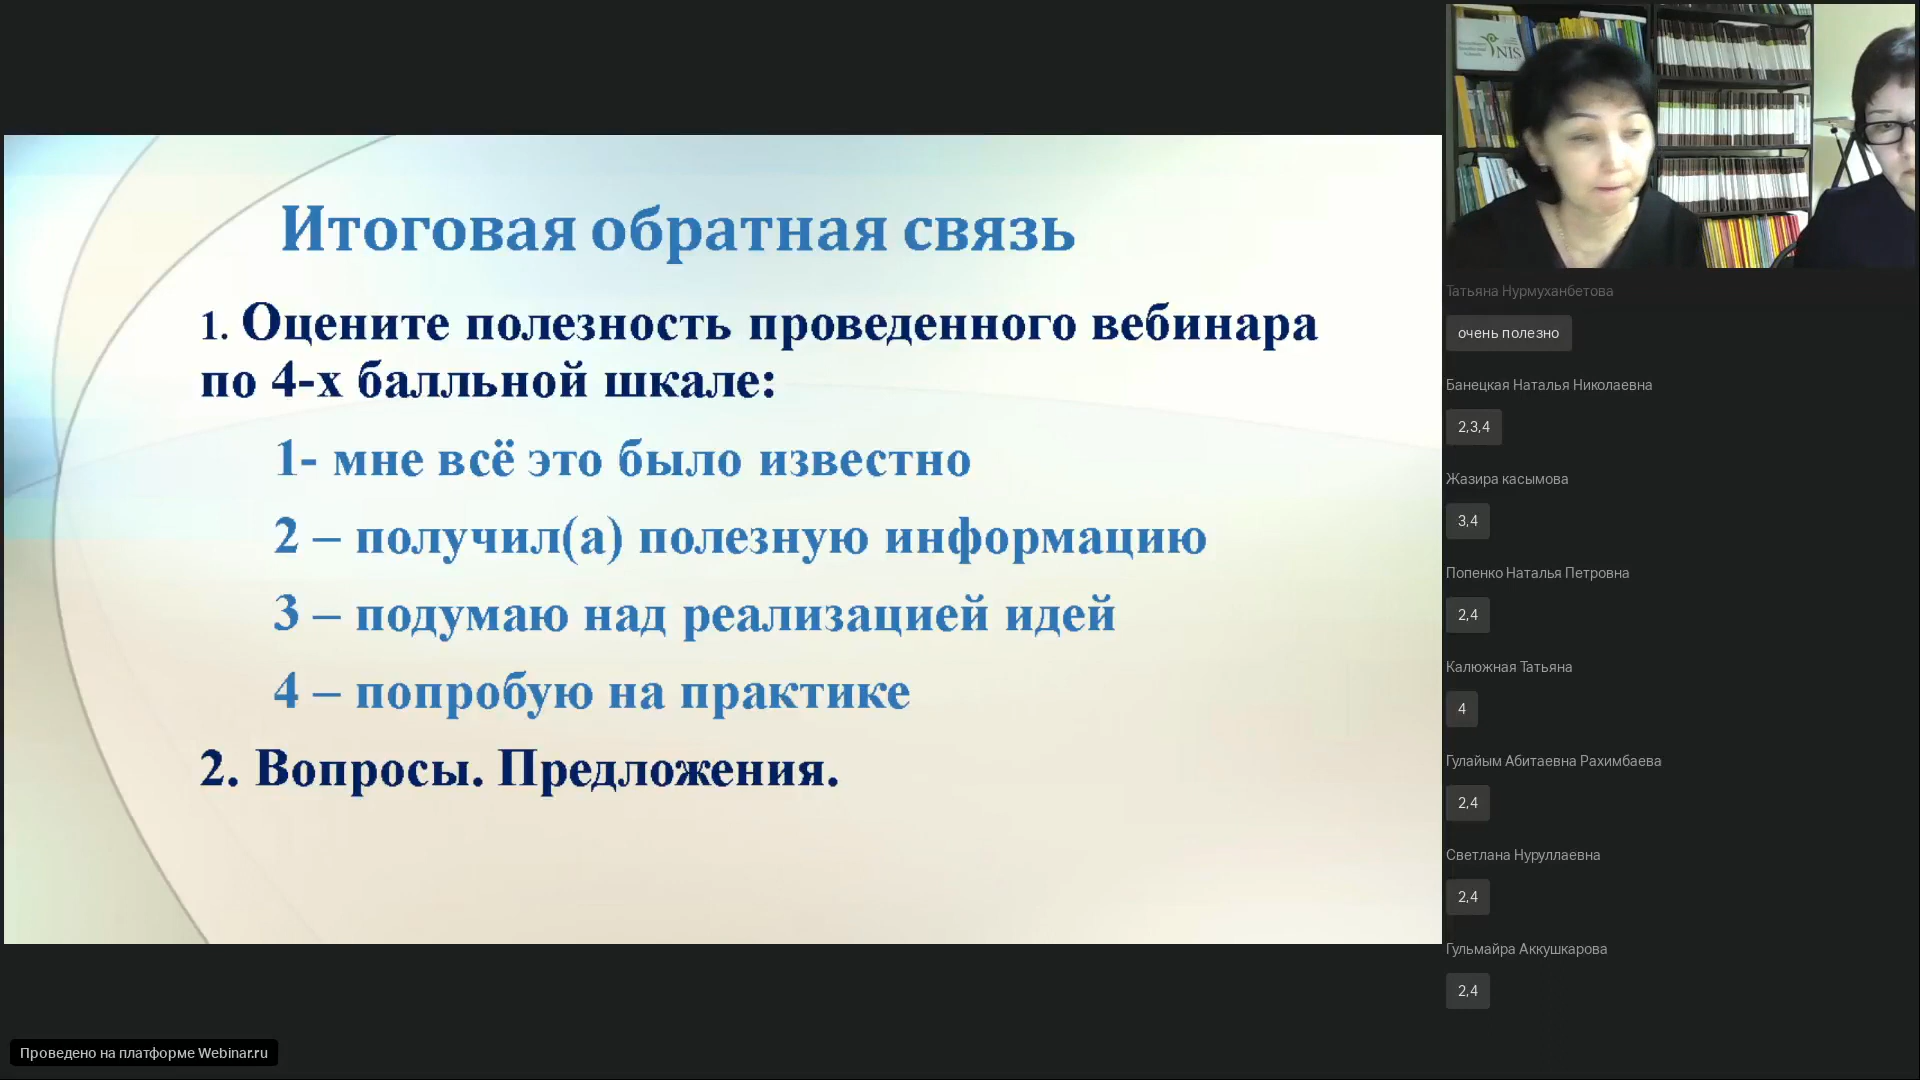 Итоговая обратная связь
1. Оцените полезность проведенного вебинара
по 4-х балльной шкале:
1- мне всё это было известно
2 – получил(а) полезную информацию
3 – подумаю над реализацией идей
4 – попробую на практике
2. Вопросы. Предложения.
NIS
Татьяна Нурмуханбетова
очень полезно
Банецкая Наталья Николаевна
2,3,4
Жазира касымова
3,4
Попенко Наталья Петровна
2,4
Калюжная Татьяна
4
Гулайым Абитаевна Рахимбаева
2,4
Светлана Нуруллаевна
2,4
Гульмайра Аккушкарова
2,4
Проведено на платформе Webinar.ru